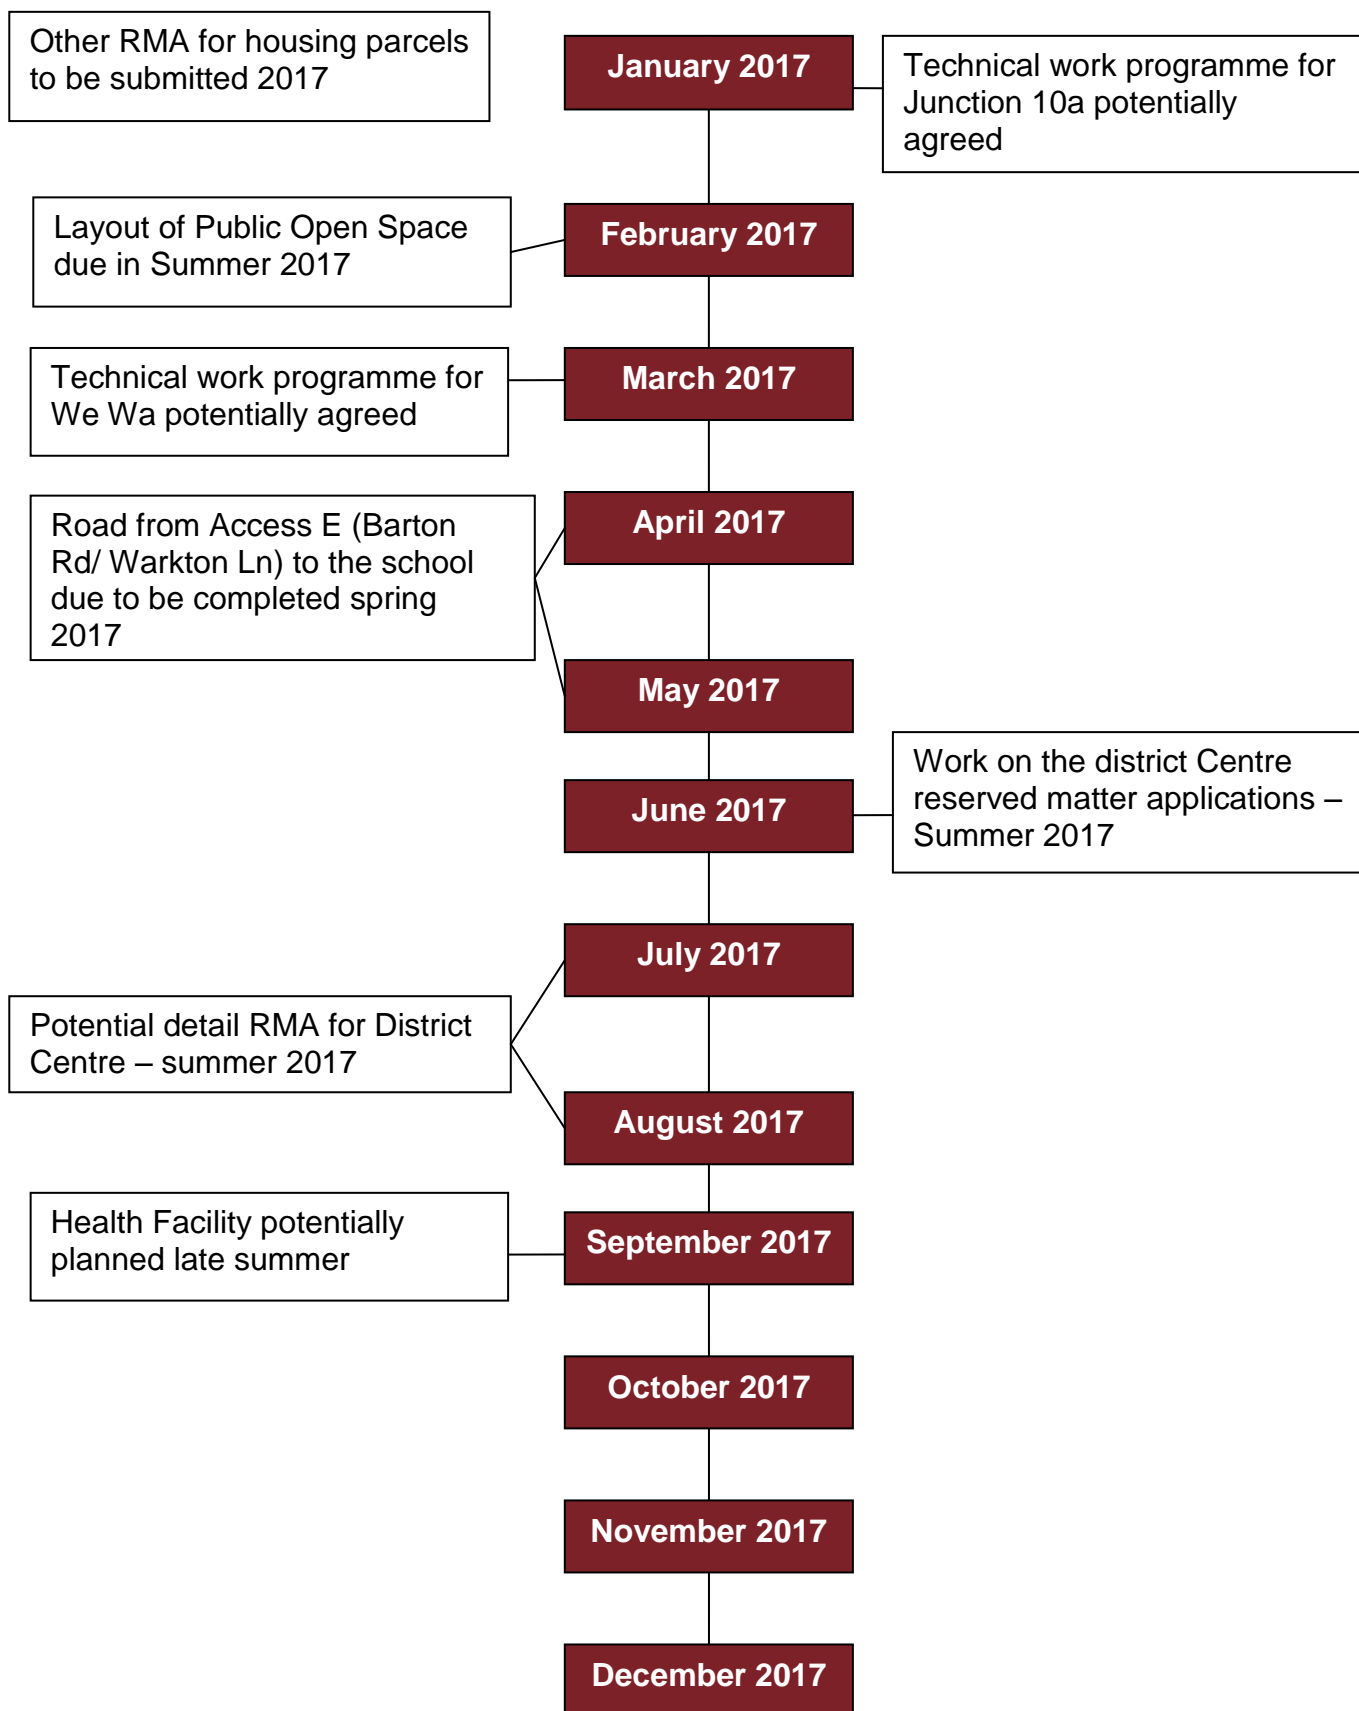 Other RMA for housing parcels
to be submitted 2017
January 2017
Technical work programme for
Junction 10a potentially
agreed
Layout of Public Open Space
due in Summer 2017
February 2017
Technical work programme for
We Wa potentially agreed
March 2017
Road from Access E (Barton
Rd/ Warkton Ln) to the school
due to be completed spring
2017
April 2017
May 2017
Work on the district Centre
reserved matter applications –
Summer 2017
June 2017
July 2017
Potential detail RMA for District
Centre – summer 2017
August 2017
Health Facility potentially
planned late summer
September 2017
October 2017
November 2017
December 2017